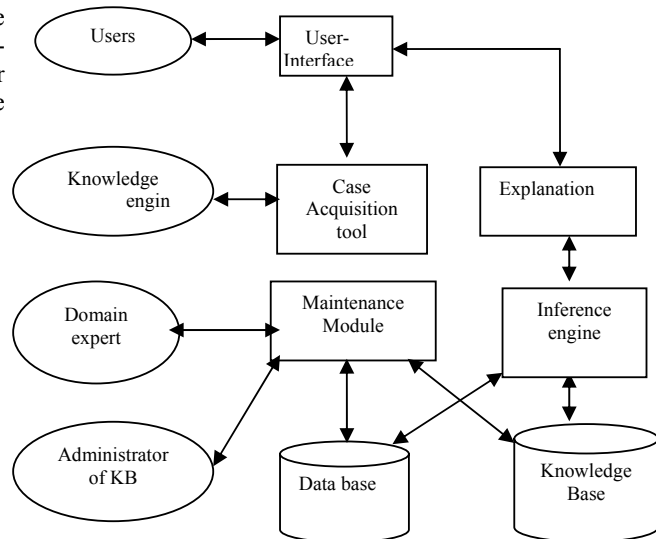 e
-
r
e
Users
User-
Interface
Knowledge
engin
Case
Acquisition
tool
Explanation
Domain
expert
Maintenance
Module
Inference
engine
Administrator
of KB
Data base
Knowledge
Base